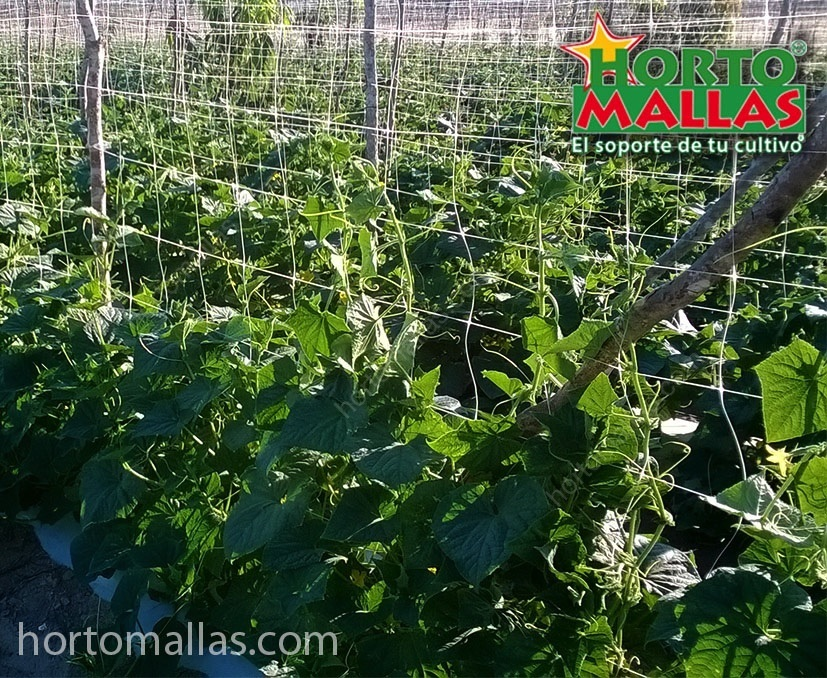 HORTO
MALLAS®
El soporte de tu cultivo
hortomallas.com